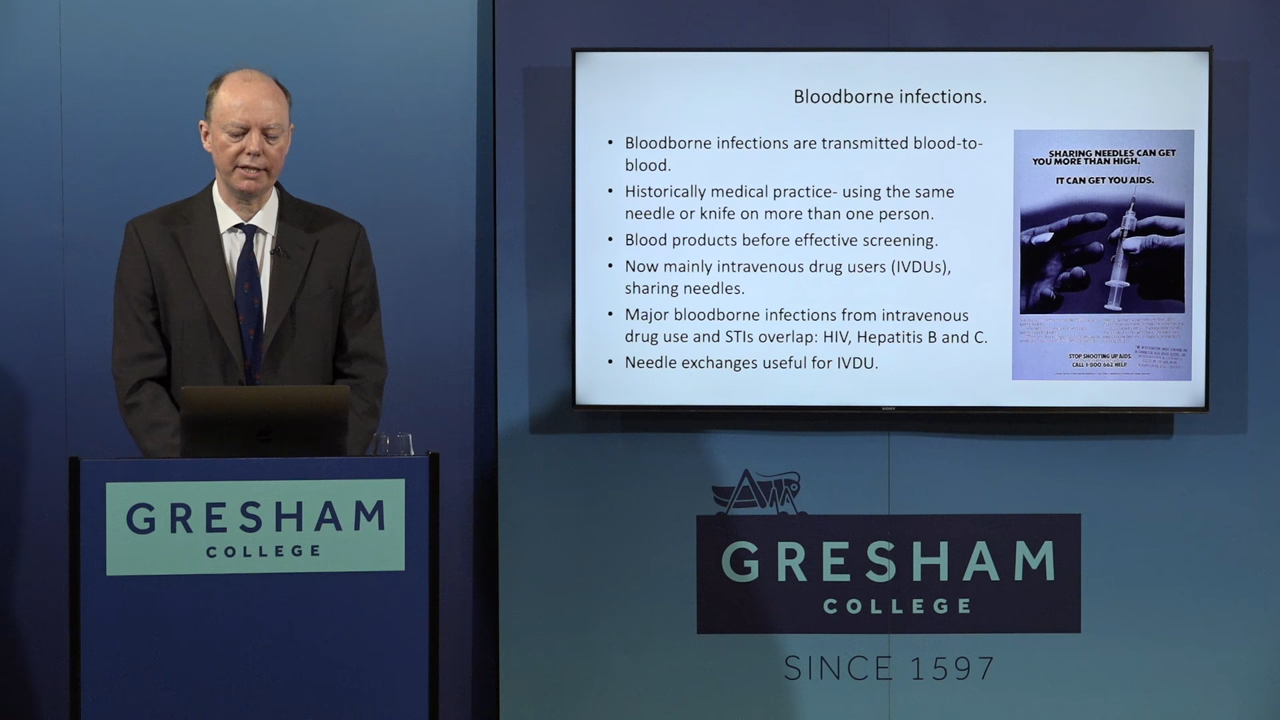 Bloodborne infections.
• Bloodborne infections are transmitted blood-to-
blood.
• Historically medical practice- using the same
needle or knife on more than one person.
• Blood products before effective screening.
• Now mainly intravenous drug users (IVDUs),
sharing needles.
• Major bloodborne infections from intravenous
drug use and STIs overlap: HIV, Hepatitis B and C.
• Needle exchanges useful for IVDU.
SHARING NEEDLES CAN GET
YOU MORE THAN HIGH.
IT CAN GET YOU AIDS.
STOP SHOOTING UP AIDS.
CALL 1-800 662 HELP.
SONY
GRESHAM
COLLEGE
GRESHAM
COLLEGE
SINCE 1597